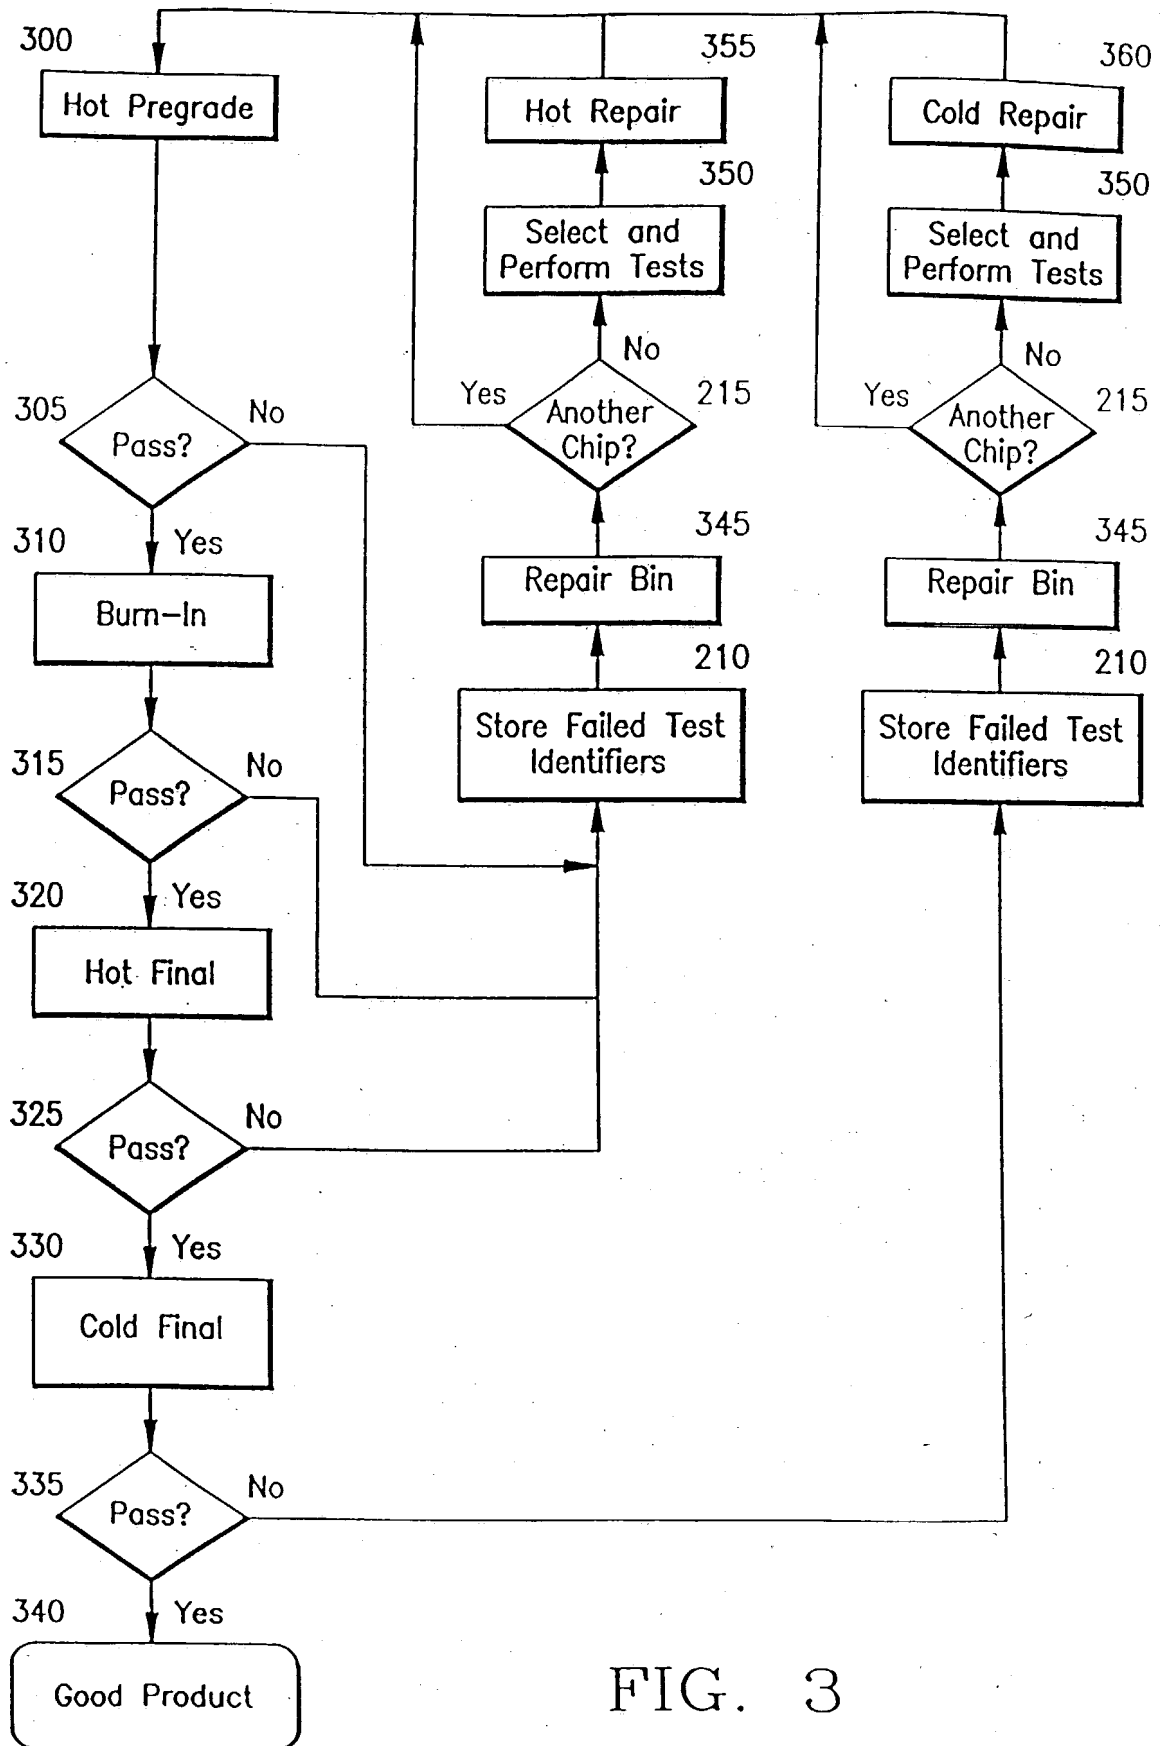 300
Hot Pregrade
305
Pass?
No
Yes
310
Burn-In
315
Pass?
No
Yes
320
Hot Final
325
Pass?
No
Yes
330
Cold Final
335
Pass?
No
Yes
340
Good Product
355
Hot Repair
350
Select and
Perform Tests
No
Yes
215
Another
Chip?
345
Repair Bin
210
Store Failed Test
Identifiers
360
Cold Repair
350
Select and
Perform Tests
No
Yes
215
Another
Chip?
345
Repair Bin
210
Store Failed Test
Identifiers
FIG. 3